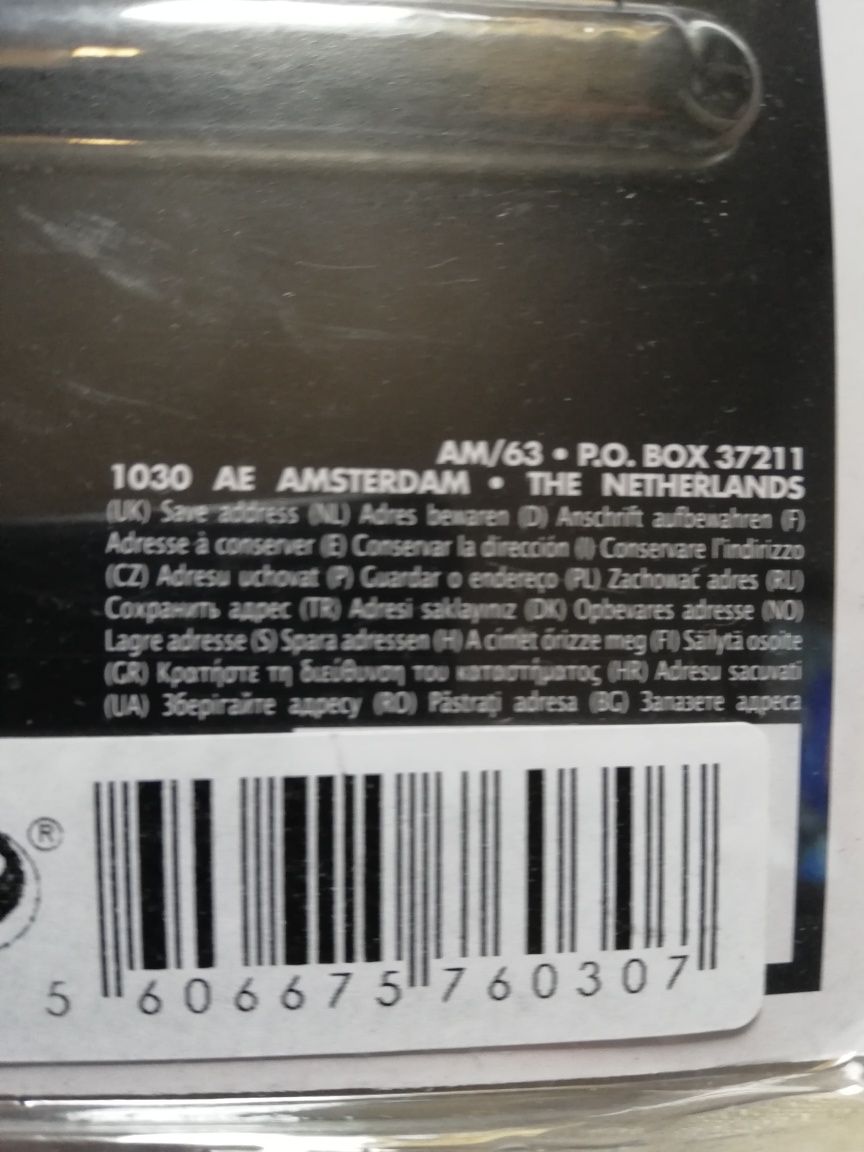 AM/63 • P.O. BOX 37211
1030 AE AMSTERDAM • THE NETHERLANDS
(UK) Save address (NL) Adres bewaren (D) Anschrift aufbewahren (F)
Adresse à conserver (E) Conservar la dirección (I) Conservare l'indirizzo
(CZ) Adresu uchovat (P) Guardar o endereço (PL) Zachować adres (RU)
Сохранить адрес (TR) Adresi saklayınız (DK) Opbevares adresse (NO)
Lagre adresse (S) Spara adressen (H) A címlet őrizze meg (FI) Säilytä osoite
(GR) Κρατήστε τη διεύθυνση του καταστήματος (HR) Adresu sacuvati
(UA) Зберігайте адресу (RO) Păstrați adresa (BG) Запазете адреса
®
5 606675 760307